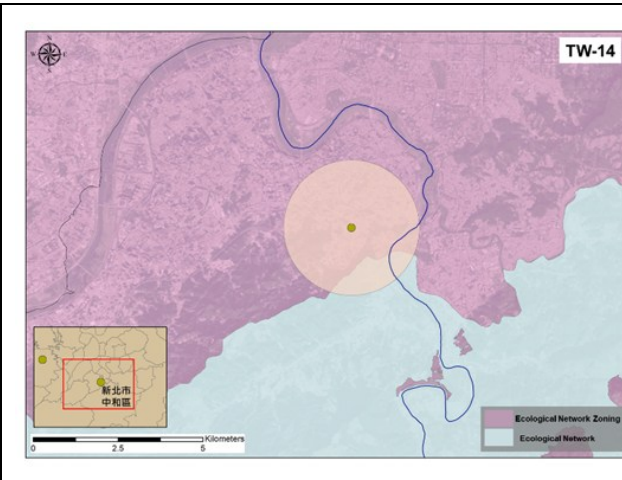 N
TW-14
新北市
中和區
0 2.5 5 Kilometers
Ecological Network Zoning
Ecological Network